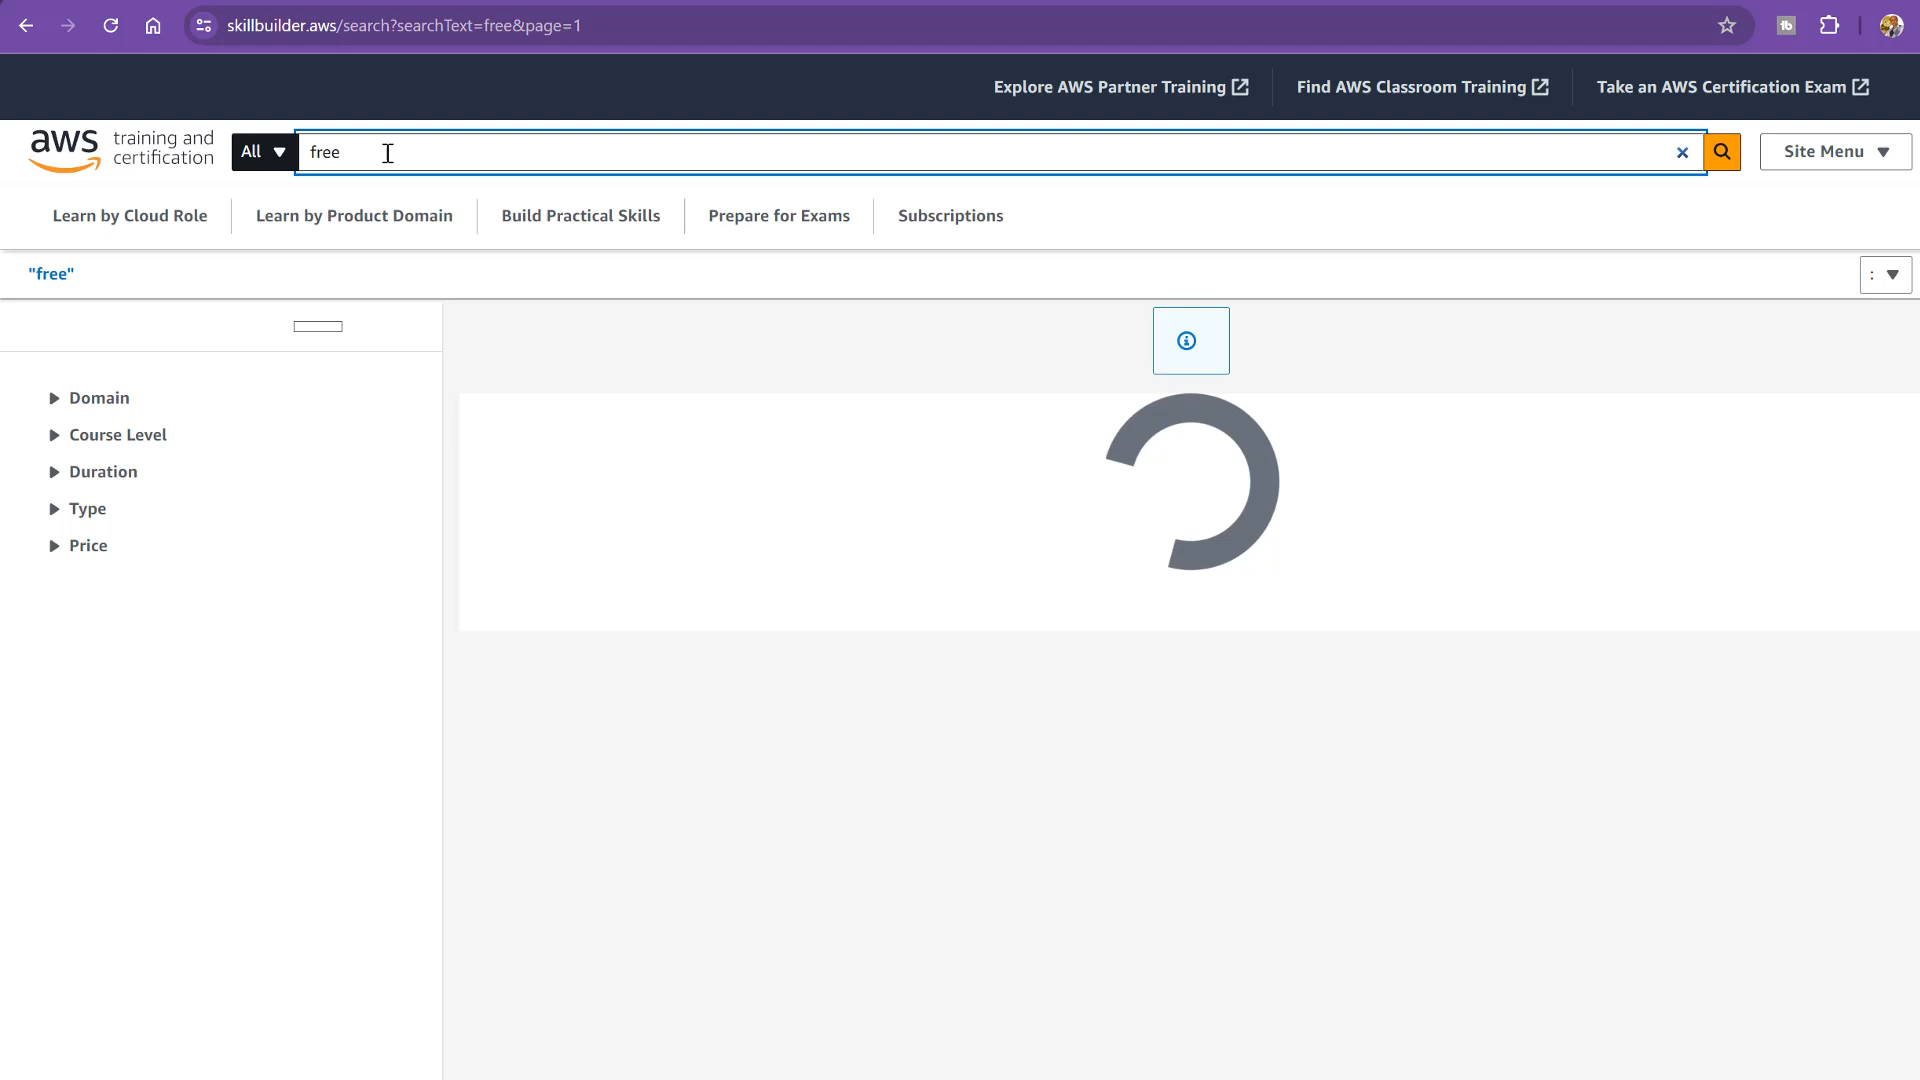 skillbuilder.aws/search?searchText=free&page=1
tb
Explore AWS Partner Training
Find AWS Classroom Training
Take an AWS Certification Exam
aws training and certification
All
free
Site Menu
Learn by Cloud Role
Learn by Product Domain
Build Practical Skills
Prepare for Exams
Subscriptions
"free"
:
Domain
Course Level
Duration
Type
Price